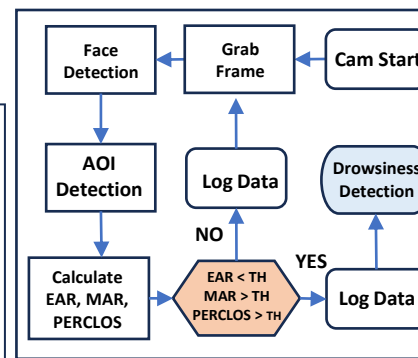 Face
Detection
Grab
Frame
Cam Start
AOI
Detection
Log Data
Drowsiness
Detection
NO
YES
Calculate
EAR, MAR,
PERCLOS
EAR < TH
MAR > TH
PERCLOS > TH
Log Data